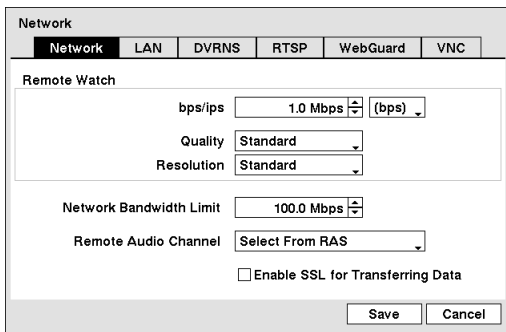 Network
Network LAN DVRNS RTSP WebGuard VNC
Remote Watch
bps/ips 1.0 Mbps (bps)
Quality Standard
Resolution Standard
Network Bandwidth Limit 100.0 Mbps
Remote Audio Channel Select From RAS
Enable SSL for Transferring Data
Save Cancel